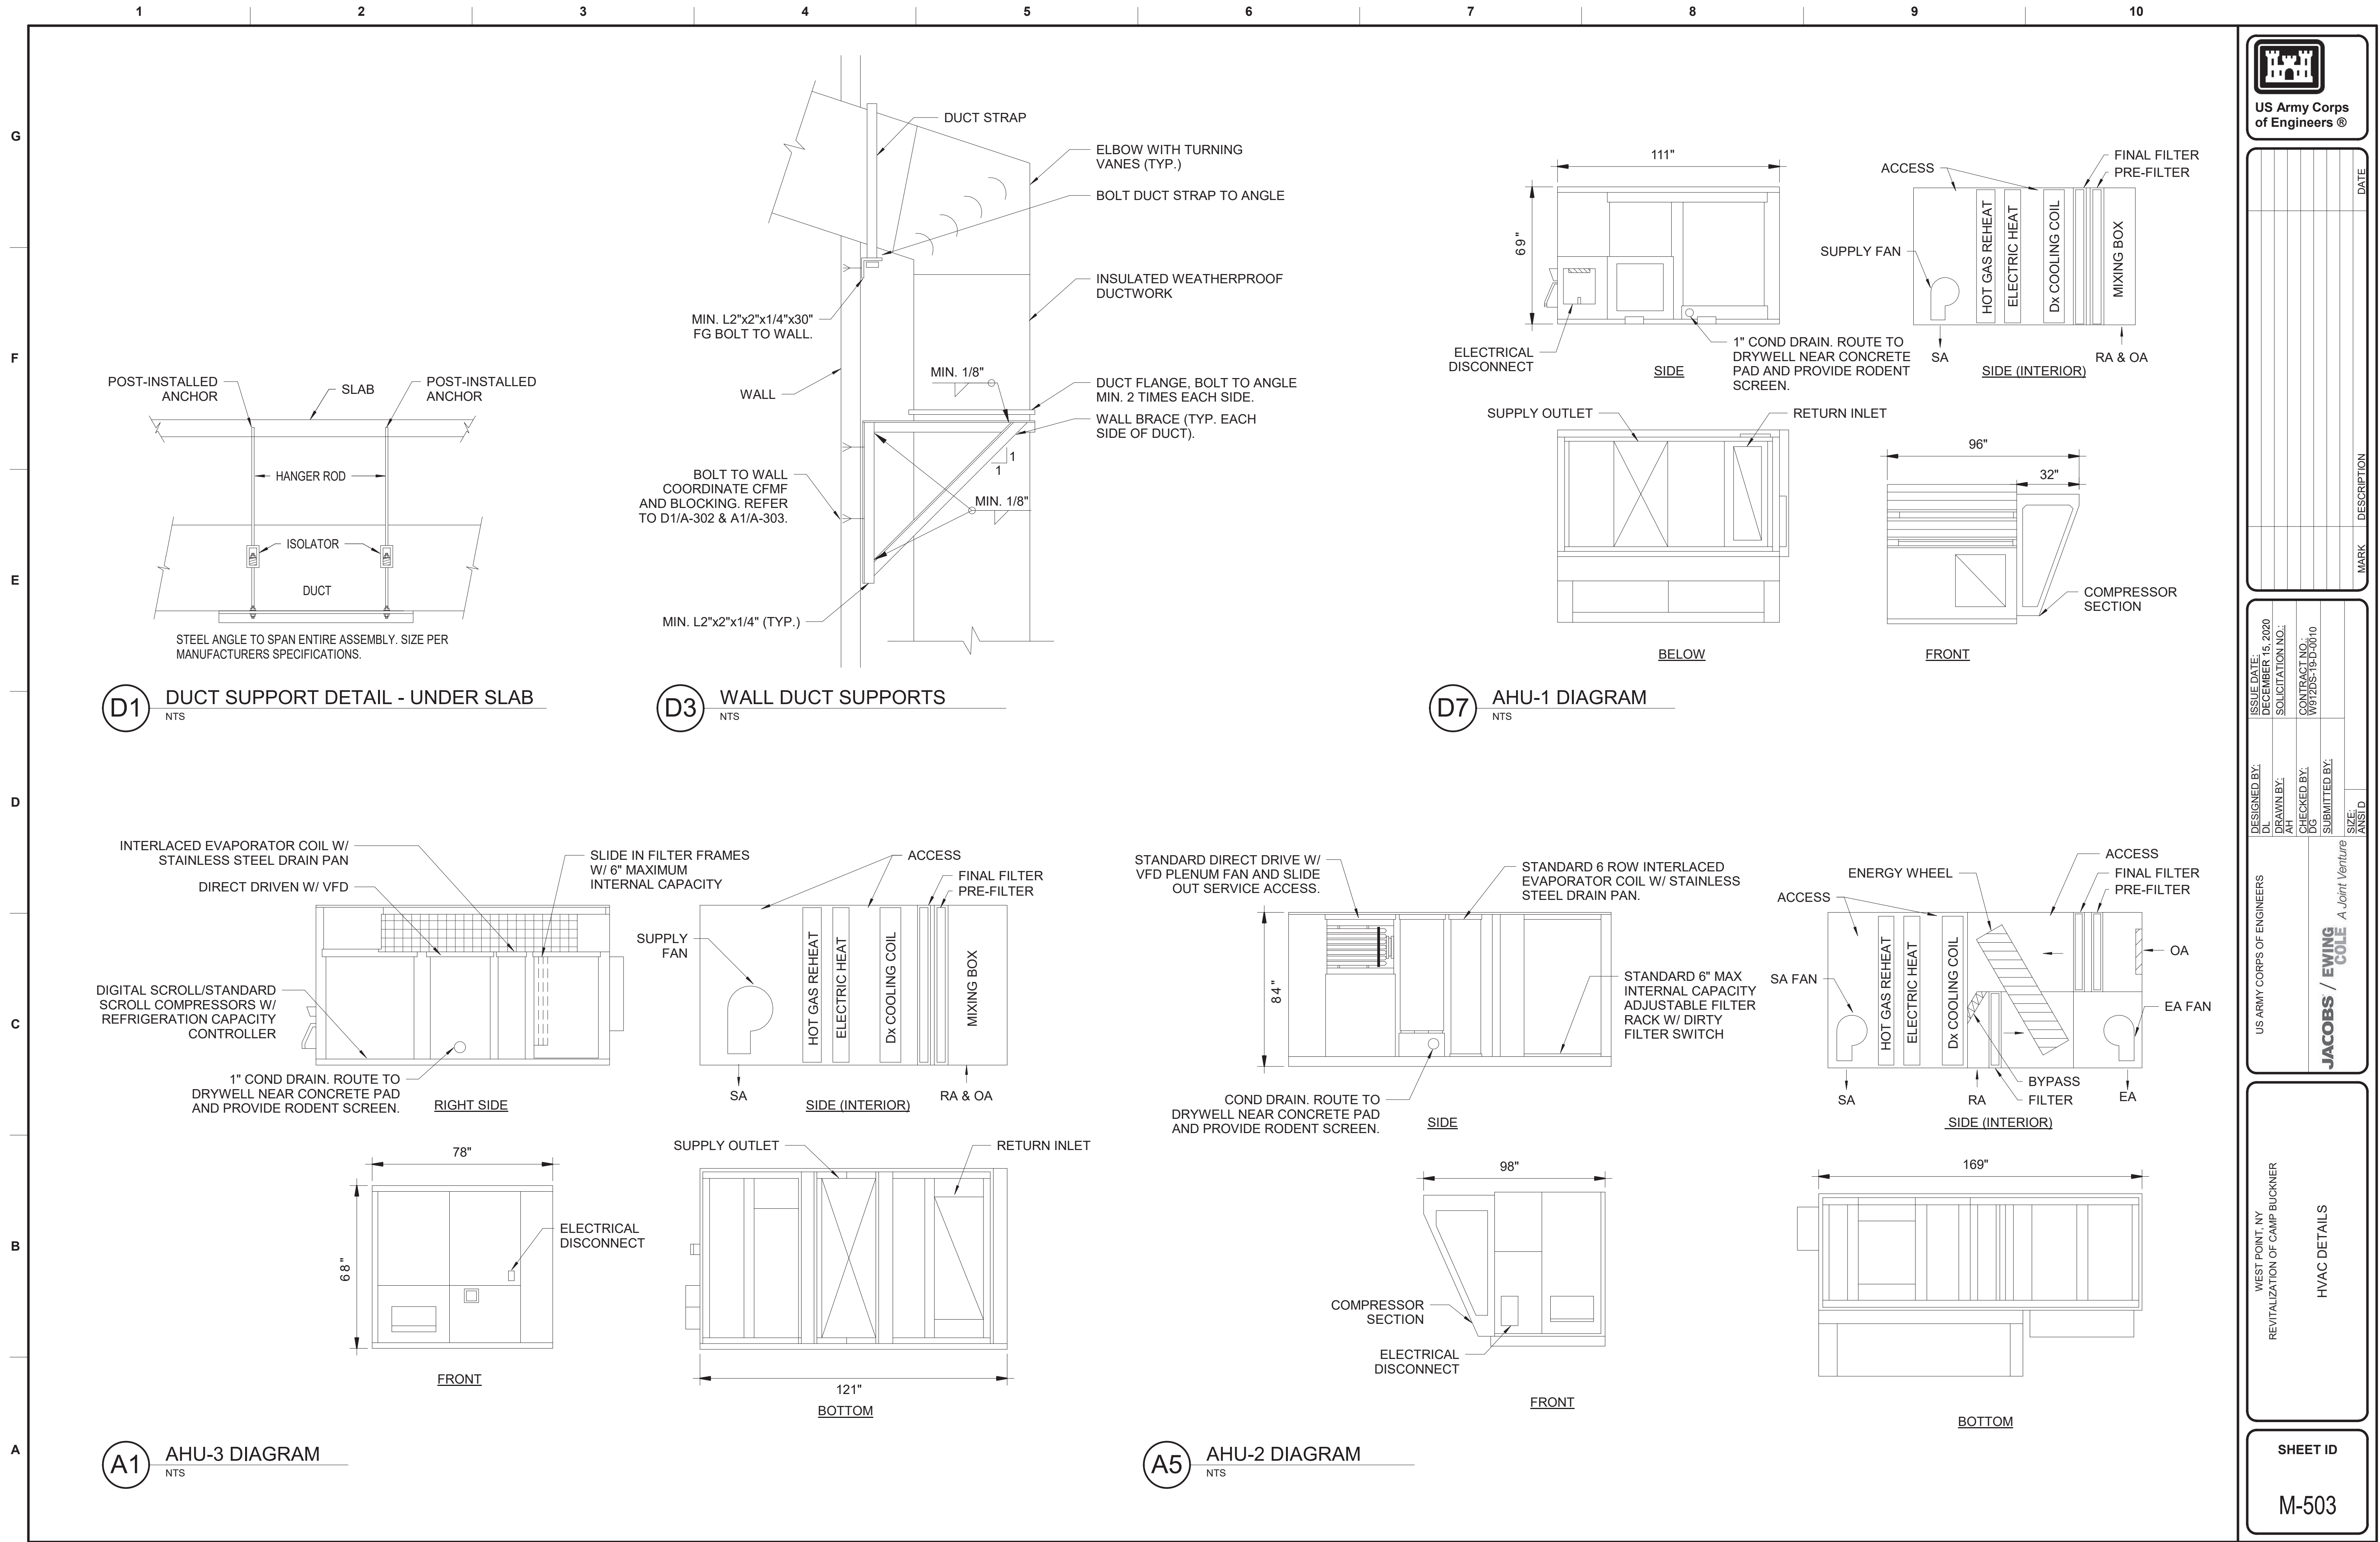 1 2 3 4 5 6 7 8 9 10
G
F
E
D
C
B
A
POST-INSTALLED
ANCHOR
SLAB
POST-INSTALLED
ANCHOR
HANGER ROD
ISOLATOR
DUCT
STEEL ANGLE TO SPAN ENTIRE ASSEMBLY. SIZE PER
MANUFACTURERS SPECIFICATIONS.
D1
DUCT SUPPORT DETAIL - UNDER SLAB
NTS
DUCT STRAP
ELBOW WITH TURNING
VANES (TYP.)
BOLT DUCT STRAP TO ANGLE
INSULATED WEATHERPROOF
DUCTWORK
MIN. L2"x2"x1/4"x30"
FG BOLT TO WALL.
WALL
MIN. 1/8"
DUCT FLANGE, BOLT TO ANGLE
MIN. 2 TIMES EACH SIDE.
WALL BRACE (TYP. EACH
SIDE OF DUCT).
1
1
BOLT TO WALL
COORDINATE CFMF
AND BLOCKING. REFER
TO D1/A-302 & A1/A-303.
MIN. 1/8"
MIN. L2"x2"x1/4" (TYP.)
D3
WALL DUCT SUPPORTS
NTS
111"
69"
ELECTRICAL
DISCONNECT
1" COND DRAIN. ROUTE TO
DRYWELL NEAR CONCRETE
PAD AND PROVIDE RODENT
SCREEN.
SIDE
ACCESS
FINAL FILTER
PRE-FILTER
SUPPLY FAN
HOT GAS REHEAT
ELECTRIC HEAT
Dx COOLING COIL
MIXING BOX
SA
RA & OA
SIDE (INTERIOR)
SUPPLY OUTLET
RETURN INLET
BELOW
96"
32"
COMPRESSOR
SECTION
FRONT
D7
AHU-1 DIAGRAM
NTS
INTERLACED EVAPORATOR COIL W/
STAINLESS STEEL DRAIN PAN
DIRECT DRIVEN W/ VFD
SLIDE IN FILTER FRAMES
W/ 6" MAXIMUM
INTERNAL CAPACITY
DIGITAL SCROLL/STANDARD
SCROLL COMPRESSORS W/
REFRIGERATION CAPACITY
CONTROLLER
1" COND DRAIN. ROUTE TO
DRYWELL NEAR CONCRETE PAD
AND PROVIDE RODENT SCREEN.
RIGHT SIDE
ACCESS
FINAL FILTER
PRE-FILTER
SUPPLY
FAN
HOT GAS REHEAT
ELECTRIC HEAT
Dx COOLING COIL
MIXING BOX
SA
RA & OA
SIDE (INTERIOR)
78"
68"
ELECTRICAL
DISCONNECT
FRONT
SUPPLY OUTLET
RETURN INLET
121"
BOTTOM
A1
AHU-3 DIAGRAM
NTS
STANDARD DIRECT DRIVE W/
VFD PLENUM FAN AND SLIDE
OUT SERVICE ACCESS.
STANDARD 6 ROW INTERLACED
EVAPORATOR COIL W/ STAINLESS
STEEL DRAIN PAN.
84"
STANDARD 6" MAX
INTERNAL CAPACITY
ADJUSTABLE FILTER
RACK W/ DIRTY
FILTER SWITCH
COND DRAIN. ROUTE TO
DRYWELL NEAR CONCRETE PAD
AND PROVIDE RODENT SCREEN.
SIDE
ENERGY WHEEL
ACCESS
ACCESS
FINAL FILTER
PRE-FILTER
OA
SA FAN
EA FAN
HOT GAS REHEAT
ELECTRIC HEAT
Dx COOLING COIL
BYPASS
FILTER
SA
RA
EA
SIDE (INTERIOR)
98"
COMPRESSOR
SECTION
ELECTRICAL
DISCONNECT
FRONT
169"
BOTTOM
A5
AHU-2 DIAGRAM
NTS
US Army Corps
of Engineers ®
MARK DESCRIPTION DATE
ISSUE DATE:
DECEMBER 15, 2020
SOLICITATION NO.:
CONTRACT NO.:
W912DS-19-D-0010
DESIGNED BY:
DL
DRAWN BY:
AH
CHECKED BY:
DG
SUBMITTED BY:
SIZE:
ANSI D
US ARMY CORPS OF ENGINEERS
JACOBS / EWING COLE A Joint Venture
WEST POINT, NY
REVITALIZATION OF CAMP BUCKNER
HVAC DETAILS
SHEET ID
M-503